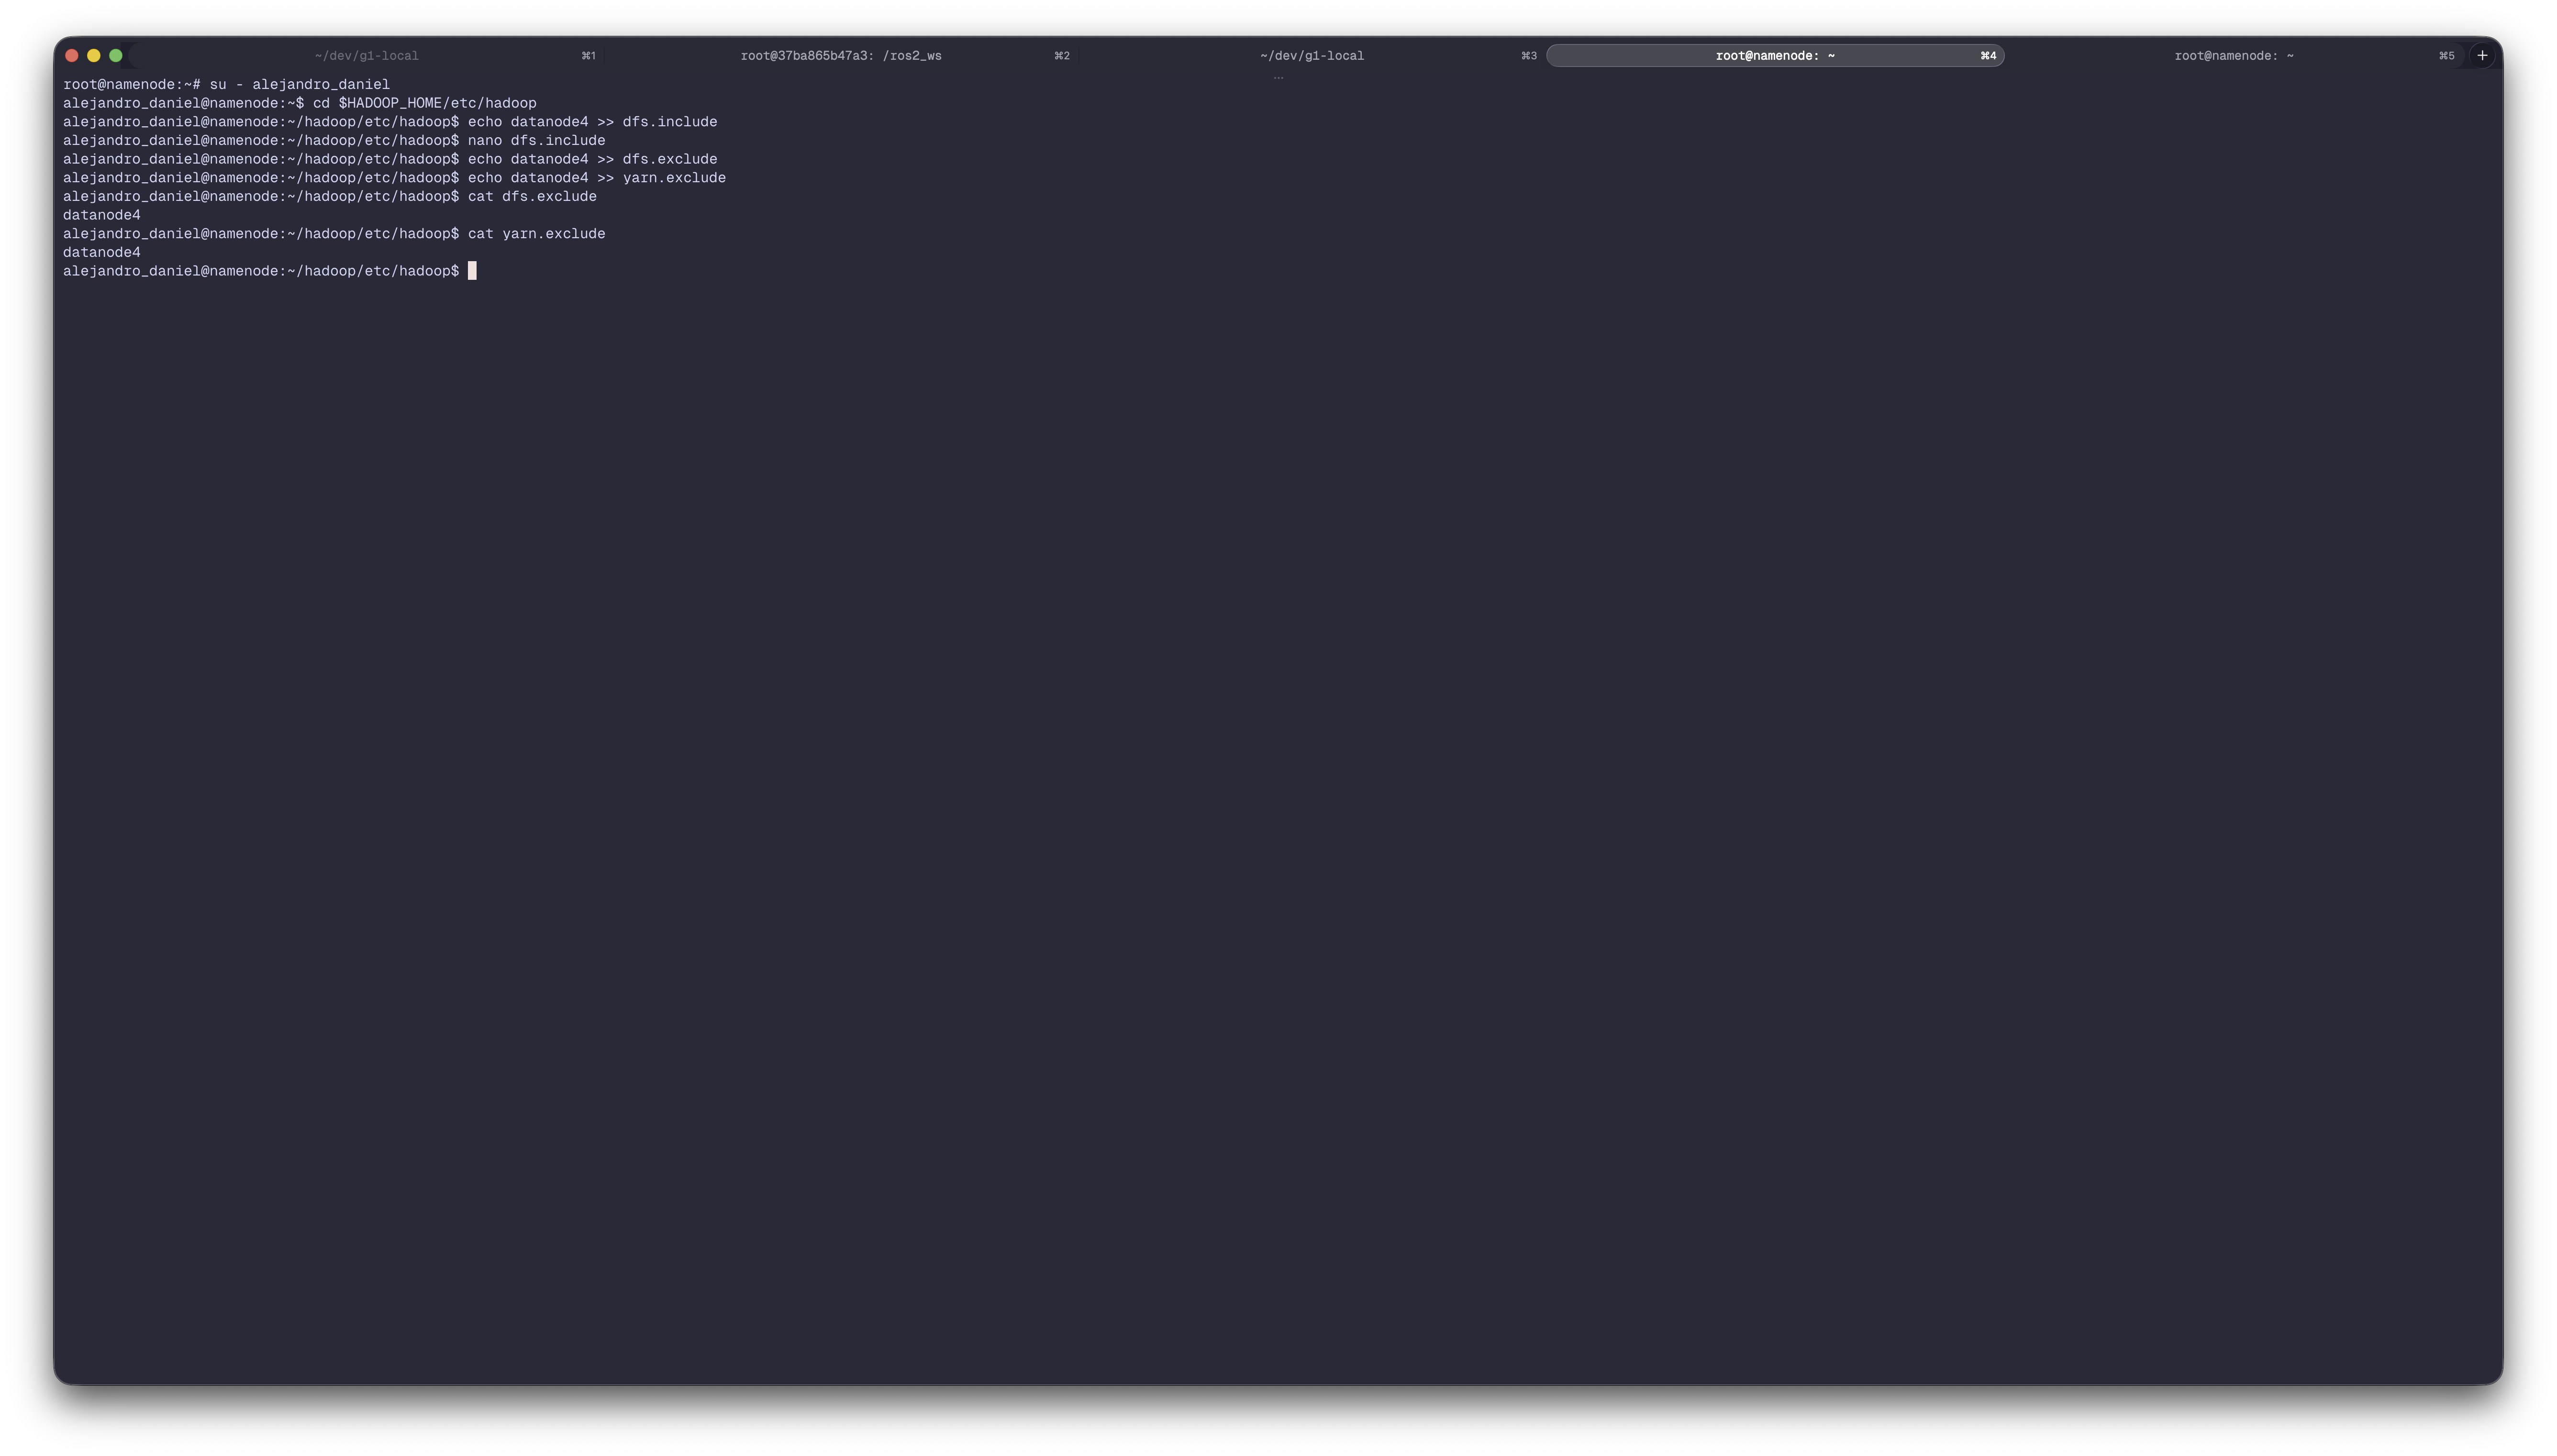 ~/dev/g1-local ⌘1 root@37ba865b47a3: /ros2_ws ⌘2 ~/dev/g1-local ⌘3 root@namenode: ~ ⌘4 root@namenode: ~ ⌘5 +
...
root@namenode:~# su - alejandro_daniel
alejandro_daniel@namenode:~$ cd $HADOOP_HOME/etc/hadoop
alejandro_daniel@namenode:~/hadoop/etc/hadoop$ echo datanode4 >> dfs.include
alejandro_daniel@namenode:~/hadoop/etc/hadoop$ nano dfs.include
alejandro_daniel@namenode:~/hadoop/etc/hadoop$ echo datanode4 >> dfs.exclude
alejandro_daniel@namenode:~/hadoop/etc/hadoop$ echo datanode4 >> yarn.exclude
alejandro_daniel@namenode:~/hadoop/etc/hadoop$ cat dfs.exclude
datanode4
alejandro_daniel@namenode:~/hadoop/etc/hadoop$ cat yarn.exclude
datanode4
alejandro_daniel@namenode:~/hadoop/etc/hadoop$